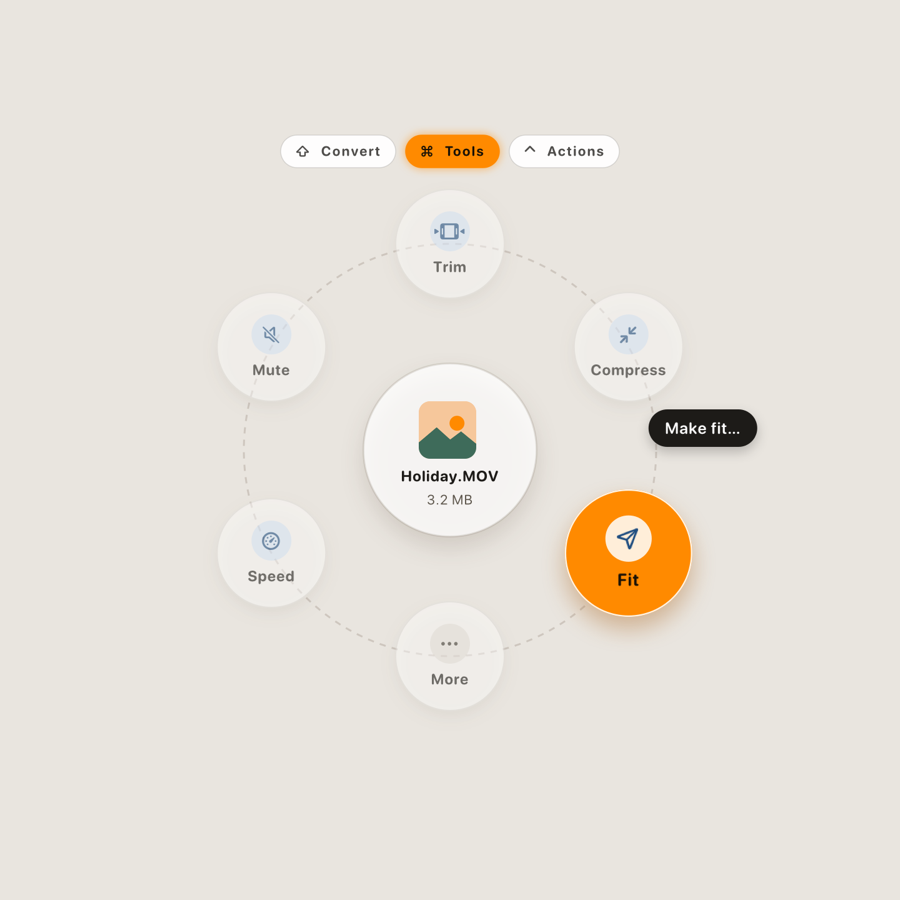 Convert
⌘ Tools
^ Actions
Trim
Mute
Compress
Make fit...
Holiday.MOV
3.2 MB
Speed
Fit
More